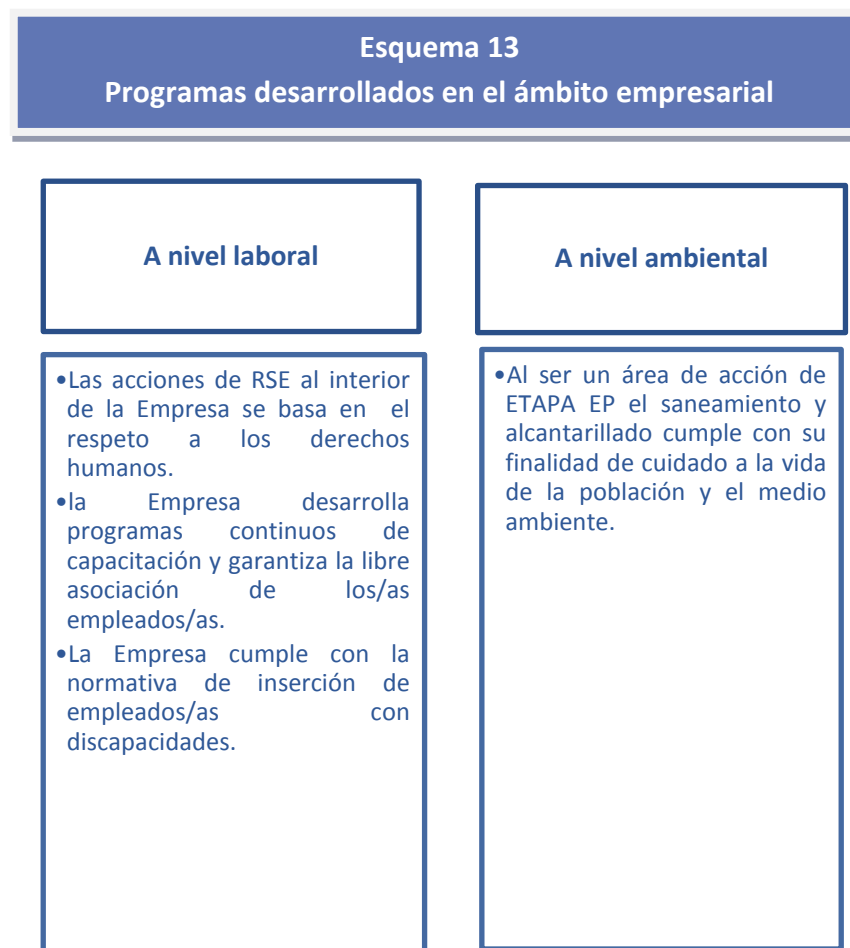 Esquema 13
Programas desarrollados en el ámbito empresarial
A nivel laboral
•Las acciones de RSE al interior
de la Empresa se basa en el
respeto a los derechos
humanos.
•la Empresa desarrolla
programas continuos de
capacitación y garantiza la libre
asociación de los/as
empleados/as.
•La Empresa cumple con la
normativa de inserción de
empleados/as con
discapacidades.
A nivel ambiental
•Al ser un área de acción de
ETAPA EP el saneamiento y
alcantarillado cumple con su
finalidad de cuidado a la vida
de la población y el medio
ambiente.